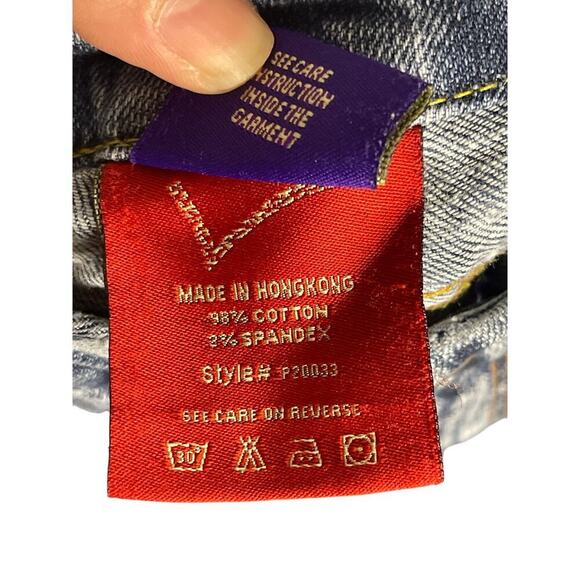 SEE CARE
INSTRUCTION
INSIDE THE
GARMENT
MADE IN HONGKONG
98% COTTON
2% SPANDEX
Style# P20033
SEE CARE ON REVERSE
30°